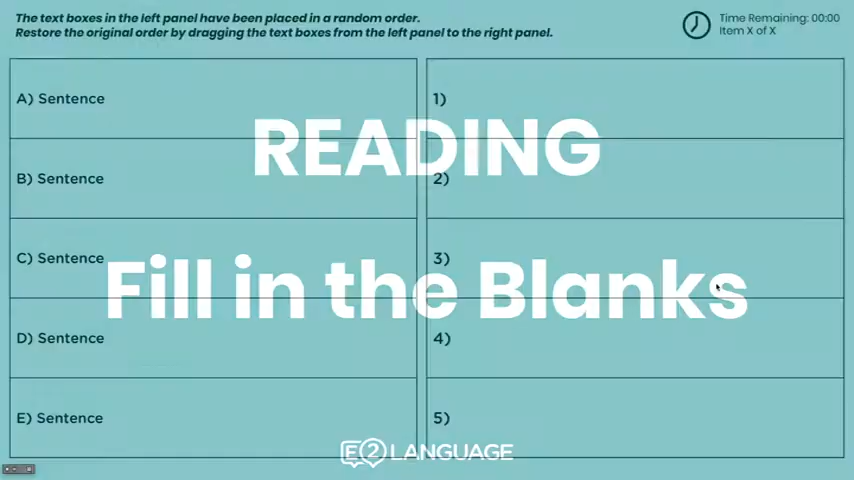 The text boxes in the left panel have been placed in a random order.
Restore the original order by dragging the text boxes from the left panel to the right panel.
Time Remaining: 00:00
Item X of X
A) Sentence
1)
READING
B) Sentence
2)
C) Sentence
3)
Fill in the Blanks
D) Sentence
4)
E) Sentence
5)
E2 LANGUAGE